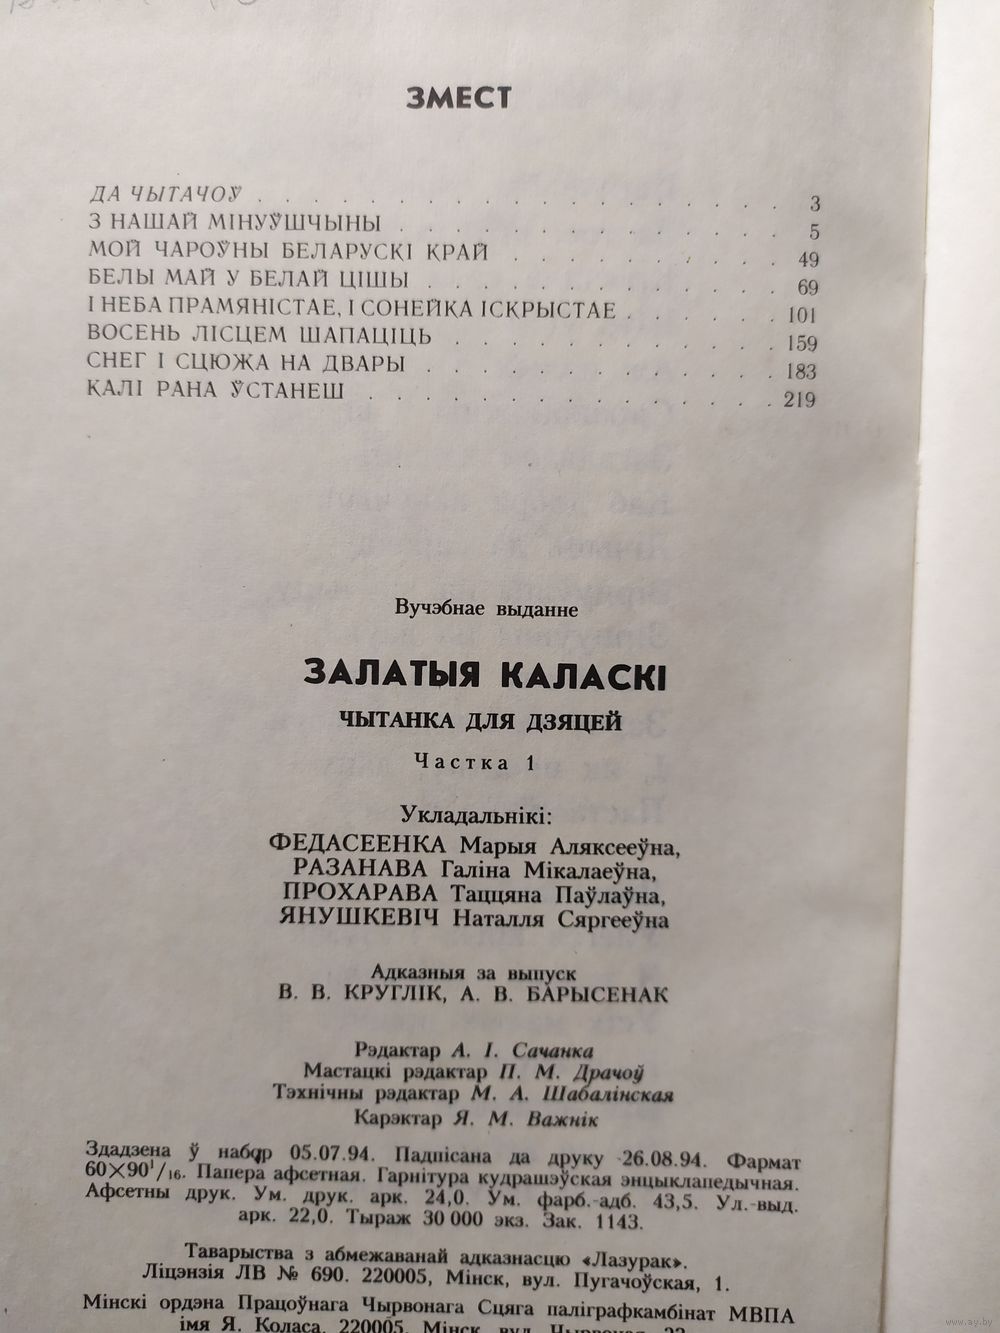 ЗМЕСТ
ДА ЧЫТАЧОЎ . . . . . . . . . . . . . . . . . . . 3
З НАШАЙ МІНУЎШЧЫНЫ . . . . . . . . . . . . . . 5
МОЙ ЧАРОЎНЫ БЕЛАРУСКІ КРАЙ . . . . . . . . . . 49
БЕЛЫ МАЙ У БЕЛАЙ ЦІШЫ . . . . . . . . . . . . . 69
І НЕБА ПРАМЯНІСТАЕ, І СОНЕЙКА ІСКРЫСТАЕ . . . . . . 101
ВОСЕНЬ ЛІСЦЕМ ШАПАЦІЦЬ . . . . . . . . . . . . 159
СНЕГ І СЦЮЖА НА ДВАРЫ . . . . . . . . . . . . . 183
КАЛІ РАНА ЎСТАНЕШ . . . . . . . . . . . . . . . 219
Вучэбнае выданне
ЗАЛАТЫЯ КАЛАСКІ
ЧЫТАНКА ДЛЯ ДЗЯЦЕЙ
Частка 1
Укладальнікі:
ФЕДАСЕЕНКА Марыя Аляксееўна,
РАЗАНАВА Галіна Мікалаеўна,
ПРОХАРАВА Таццяна Паўлаўна,
ЯНУШКЕВІЧ Наталля Сяргееўна
Адказныя за выпуск
В. В. КРУГЛІК, А. В. БАРЫСЕНАК
Рэдактар А. І. Сачанка
Мастацкі рэдактар П. М. Драчоў
Тэхнічны рэдактар М. А. Шабалінская
Карэктар Я. М. Важнік
Здадзена ў набор 05.07.94. Падпісана да друку 26.08.94. Фармат
60×90¹/₁₆. Папера афсетная. Гарнітура кудрашэўская энцыклапедычная.
Афсетны друк. Ум. друк. арк. 24,0. Ум. фарб.-адб. 43,5. Ул.-выд.
арк. 22,0. Тыраж 30 000 экз. Зак. 1143.
Таварыства з абмежаванай адказнасцю «Лазурак».
Ліцэнзія ЛВ № 690. 220005, Мінск, вул. Пугачоўская, 1.
Мінскі ордэна Працоўнага Чырвонага Сцяга паліграфкамбінат МВПА
імя Я. Коласа. 220005, Мінск, вул. Чырвоная, 23.
www.ay.by